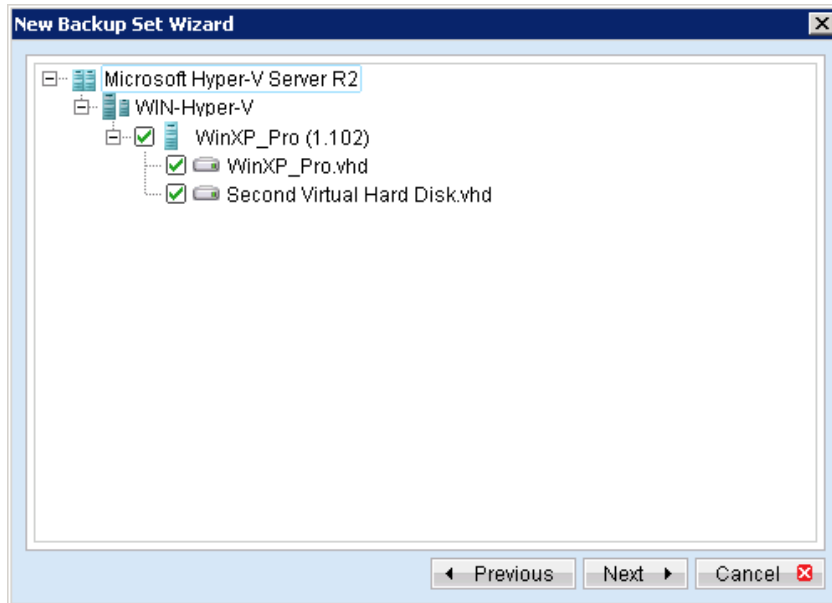 New Backup Set Wizard
Microsoft Hyper-V Server R2
WIN-Hyper-V
WinXP_Pro (1.102)
WinXP_Pro.vhd
Second Virtual Hard Disk.vhd
Previous Next Cancel